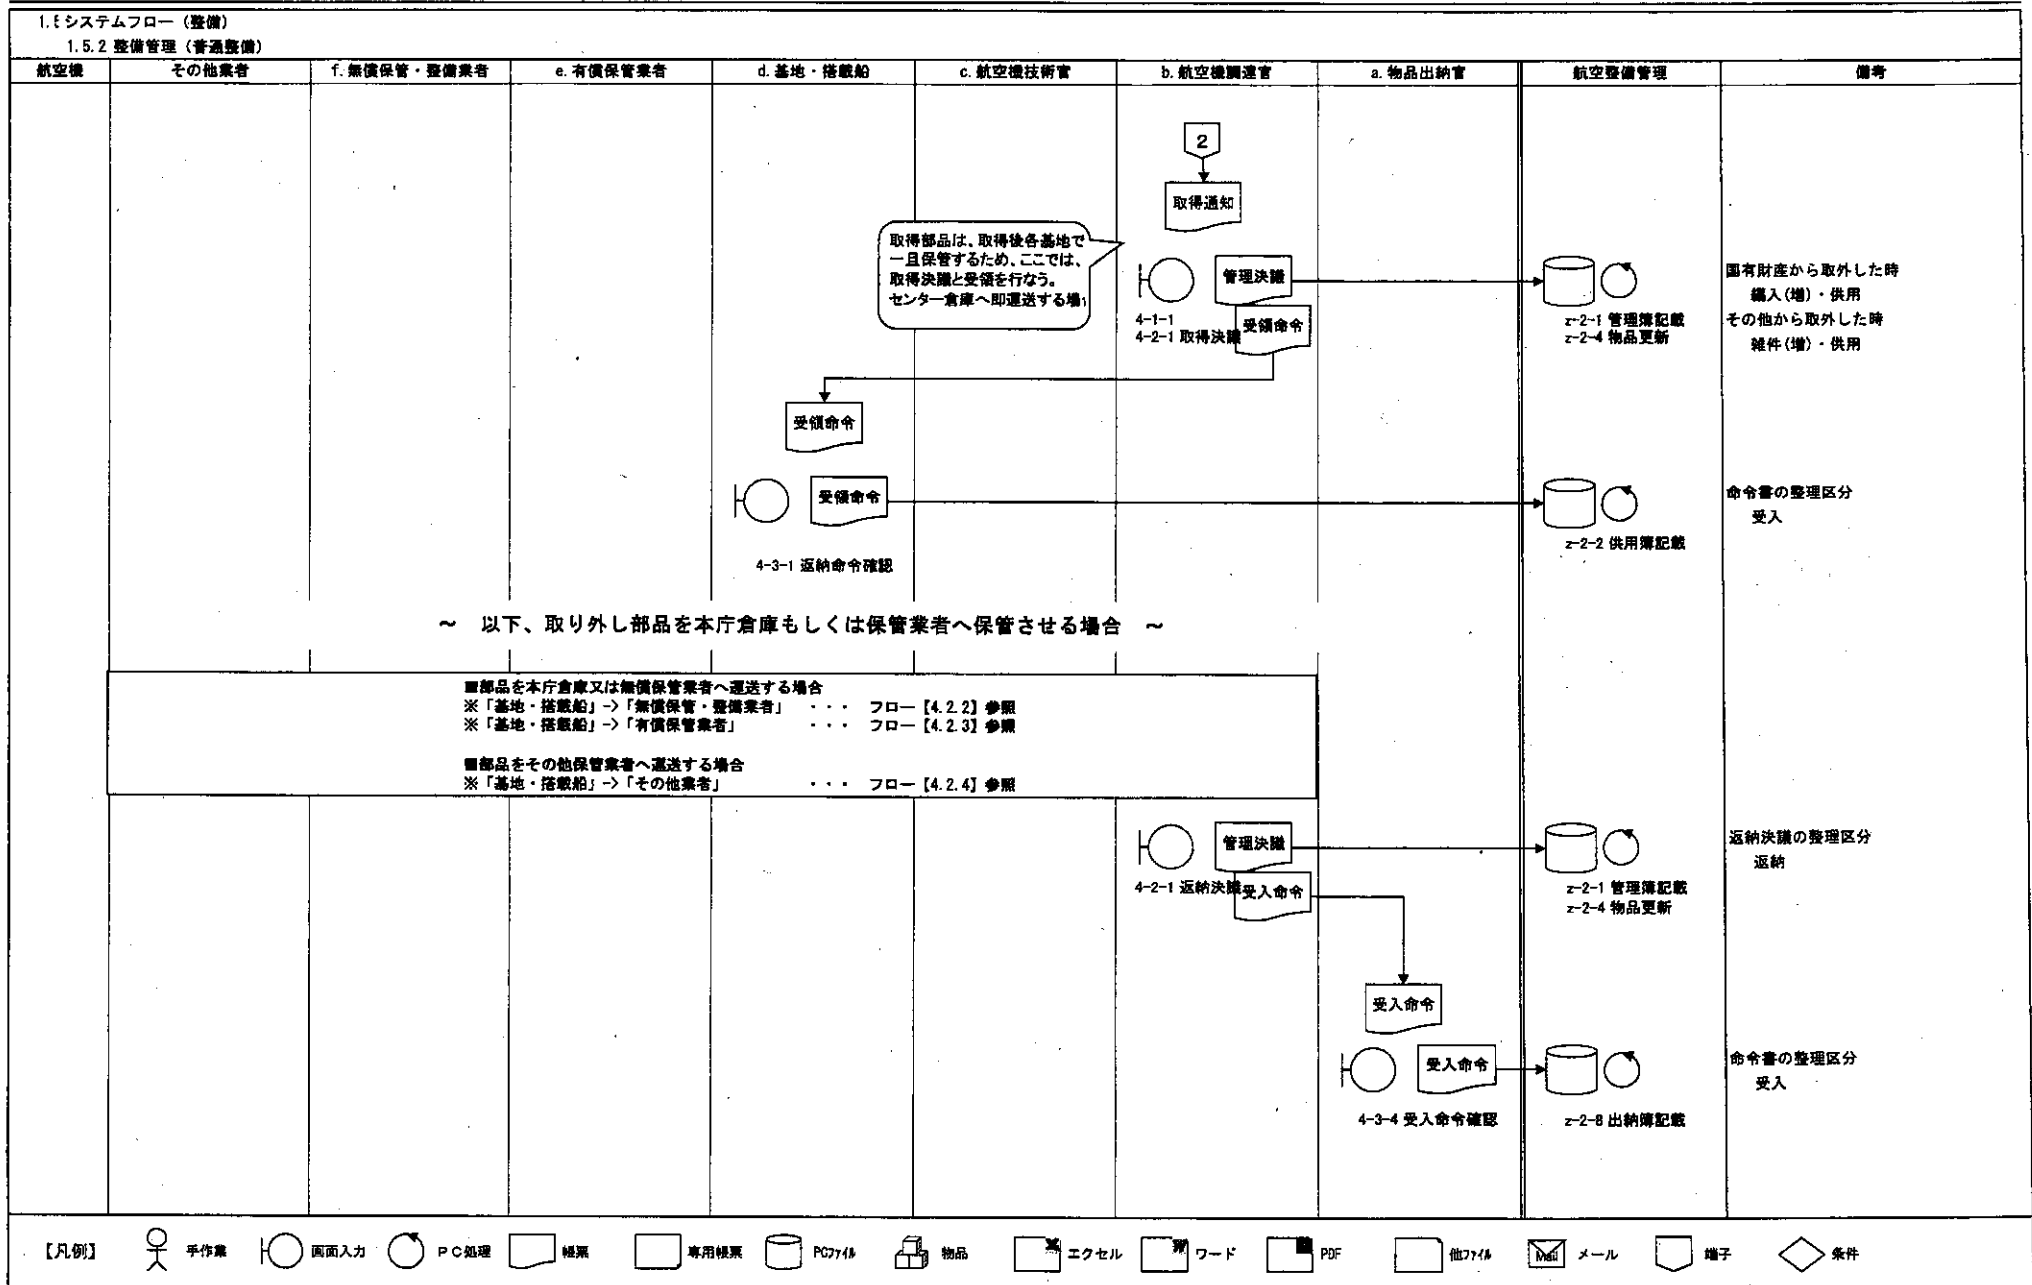 1.5システムフロー（整備）
1.5.2 整備管理（普通整備）
航空機
その他業者
f. 無償保管・整備業者
e. 有償保管業者
d. 基地・搭載船
c. 航空機技術官
b. 航空機調達官
a. 物品出納官
航空整備管理
備考
2
取得通知
取得部品は、取得後各基地で
一旦保管するため、ここでは、
取得決議と受領を行なう。
センター倉庫へ即運送する場
管理決議
受領命令
4-1-1
4-2-1 取得決議
z-2-1 管理簿記載
z-2-4 物品更新
国有財産から取外した時
編入(増)・供用
その他から取外した時
雑件(増)・供用
受領命令
受領命令
4-3-1 返納命令確認
z-2-2 供用簿記載
命令書の整理区分
受入
～　以下、取り外し部品を本庁倉庫もしくは保管業者へ保管させる場合　～
■部品を本庁倉庫又は無償保管業者へ運送する場合
※「基地・搭載船」->「無償保管・整備業者」　・・・　フロー【4.2.2】参照
※「基地・搭載船」->「有償保管業者」　・・・　フロー【4.2.3】参照
■部品をその他保管業者へ運送する場合
※「基地・搭載船」->「その他業者」　・・・　フロー【4.2.4】参照
管理決議
受入命令
4-2-1 返納決議
z-2-1 管理簿記載
z-2-4 物品更新
返納決議の整理区分
返納
受入命令
受入命令
4-3-4 受入命令確認
z-2-8 出納簿記載
命令書の整理区分
受入
【凡例】
手作業
画面入力
ＰＣ処理
帳票
専用帳票
PCﾌｧｲﾙ
物品
エクセル
ワード
PDF
他ﾌｧｲﾙ
Mail
メール
端子
条件